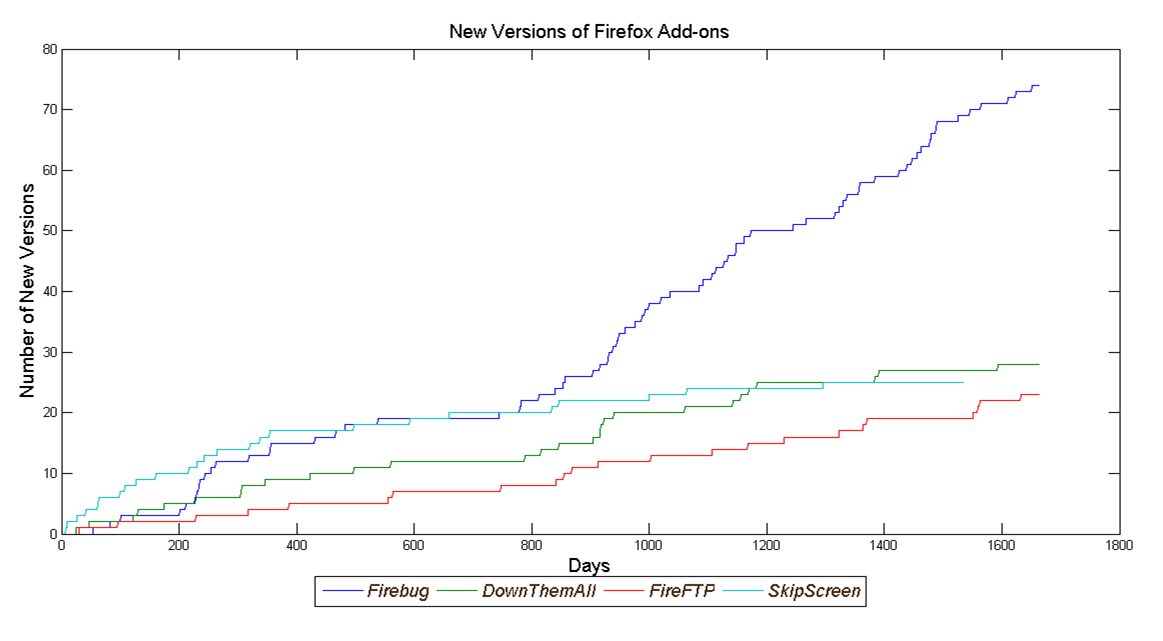 New Versions of Firefox Add-ons
Number of New Versions
80
70
60
50
40
30
20
10
0
0 200 400 600 800 1000 1200 1400 1600 1800
Days
Firebug DownThemAll FireFTP SkipScreen